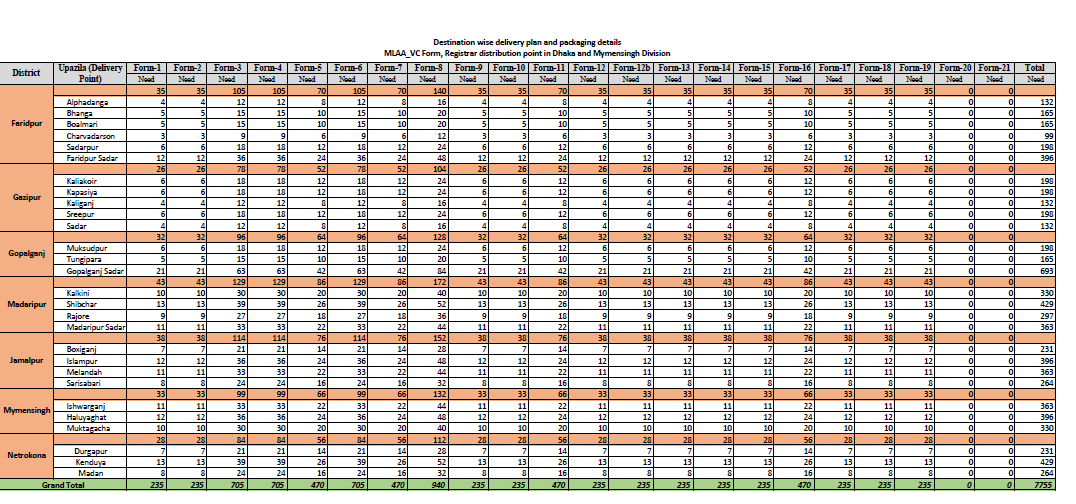 Destination wise delivery plan and packaging details
MLAA_VC Form, Registrar distribution point in Dhaka and Mymensingh Division
District Upazila (Delivery Point) Form-1 Form-2 Form-3 Form-4 Form-5 Form-6 Form-7 Form-8 Form-9 Form-10 Form-11 Form-12 Form-12b Form-13 Form-14 Form-15 Form-16 Form-17 Form-18 Form-19 Form-20 Form-21 Total
Need Need Need Need Need Need Need Need Need Need Need Need Need Need Need Need Need Need Need Need Need Need Need
Faridpur 35 35 105 105 70 105 70 140 35 35 70 35 35 35 35 35 70 35 35 35 0 0
Alphadanga 4 4 12 12 8 12 8 16 4 4 8 4 4 4 4 4 8 4 4 4 0 0 132
Bhanga 5 5 15 15 10 15 10 20 5 5 10 5 5 5 5 5 10 5 5 5 0 0 165
Boalmari 5 5 15 15 10 15 10 20 5 5 10 5 5 5 5 5 10 5 5 5 0 0 165
Charvadarson 3 3 9 9 6 9 6 12 3 3 6 3 3 3 3 3 6 3 3 3 0 0 99
Sadarpur 6 6 18 18 12 18 12 24 6 6 12 6 6 6 6 6 12 6 6 6 0 0 198
Faridpur Sadar 12 12 36 36 24 36 24 48 12 12 24 12 12 12 12 12 24 12 12 12 0 0 396
Gazipur 26 26 78 78 52 78 52 104 26 26 52 26 26 26 26 26 52 26 26 26 0 0
Kaliakoir 6 6 18 18 12 18 12 24 6 6 12 6 6 6 6 6 12 6 6 6 0 0 198
Kapasiya 6 6 18 18 12 18 12 24 6 6 12 6 6 6 6 6 12 6 6 6 0 0 198
Kaliganj 4 4 12 12 8 12 8 16 4 4 8 4 4 4 4 4 8 4 4 4 0 0 132
Sreepur 6 6 18 18 12 18 12 24 6 6 12 6 6 6 6 6 12 6 6 6 0 0 198
Sadar 4 4 12 12 8 12 8 16 4 4 8 4 4 4 4 4 8 4 4 4 0 0 132
Gopalganj 32 32 96 96 64 96 64 128 32 32 64 32 32 32 32 32 64 32 32 32 0 0
Muksudpur 6 6 18 18 12 18 12 24 6 6 12 6 6 6 6 6 12 6 6 6 0 0 198
Tungipara 5 5 15 15 10 15 10 20 5 5 10 5 5 5 5 5 10 5 5 5 0 0 165
Gopalganj Sadar 21 21 63 63 42 63 42 84 21 21 42 21 21 21 21 21 42 21 21 21 0 0 693
Madaripur 43 43 129 129 86 129 86 172 43 43 86 43 43 43 43 43 86 43 43 43 0 0
Kalkini 10 10 30 30 20 30 20 40 10 10 20 10 10 10 10 10 20 10 10 10 0 0 330
Shibchar 13 13 39 39 26 39 26 52 13 13 26 13 13 13 13 13 26 13 13 13 0 0 429
Rajore 9 9 27 27 18 27 18 36 9 9 18 9 9 9 9 9 18 9 9 9 0 0 297
Madaripur Sadar 11 11 33 33 22 33 22 44 11 11 22 11 11 11 11 11 22 11 11 11 0 0 363
Jamalpur 38 38 114 114 76 114 76 152 38 38 76 38 38 38 38 38 76 38 38 38 0 0
Boxiganj 7 7 21 21 14 21 14 28 7 7 14 7 7 7 7 7 14 7 7 7 0 0 231
Islampur 12 12 36 36 24 36 24 48 12 12 24 12 12 12 12 12 24 12 12 12 0 0 396
Melandah 11 11 33 33 22 33 22 44 11 11 22 11 11 11 11 11 22 11 11 11 0 0 363
Sarisabari 8 8 24 24 16 24 16 32 8 8 16 8 8 8 8 8 16 8 8 8 0 0 264
Mymensingh 33 33 99 99 66 99 66 132 33 33 66 33 33 33 33 33 66 33 33 33 0 0
Ishwarganj 11 11 33 33 22 33 22 44 11 11 22 11 11 11 11 11 22 11 11 11 0 0 363
Haluyaghat 12 12 36 36 24 36 24 48 12 12 24 12 12 12 12 12 24 12 12 12 0 0 396
Muktagacha 10 10 30 30 20 30 20 40 10 10 20 10 10 10 10 10 20 10 10 10 0 0 330
Netrokona 28 28 84 84 56 84 56 112 28 28 56 28 28 28 28 28 56 28 28 28 0 0
Durgapur 7 7 21 21 14 21 14 28 7 7 14 7 7 7 7 7 14 7 7 7 0 0 231
Kenduya 13 13 39 39 26 39 26 52 13 13 26 13 13 13 13 13 26 13 13 13 0 0 429
Madan 8 8 24 24 16 24 16 32 8 8 16 8 8 8 8 8 16 8 8 8 0 0 264
Grand Total 235 235 705 705 470 705 470 940 235 235 470 235 235 235 235 235 470 235 235 235 0 0 7755